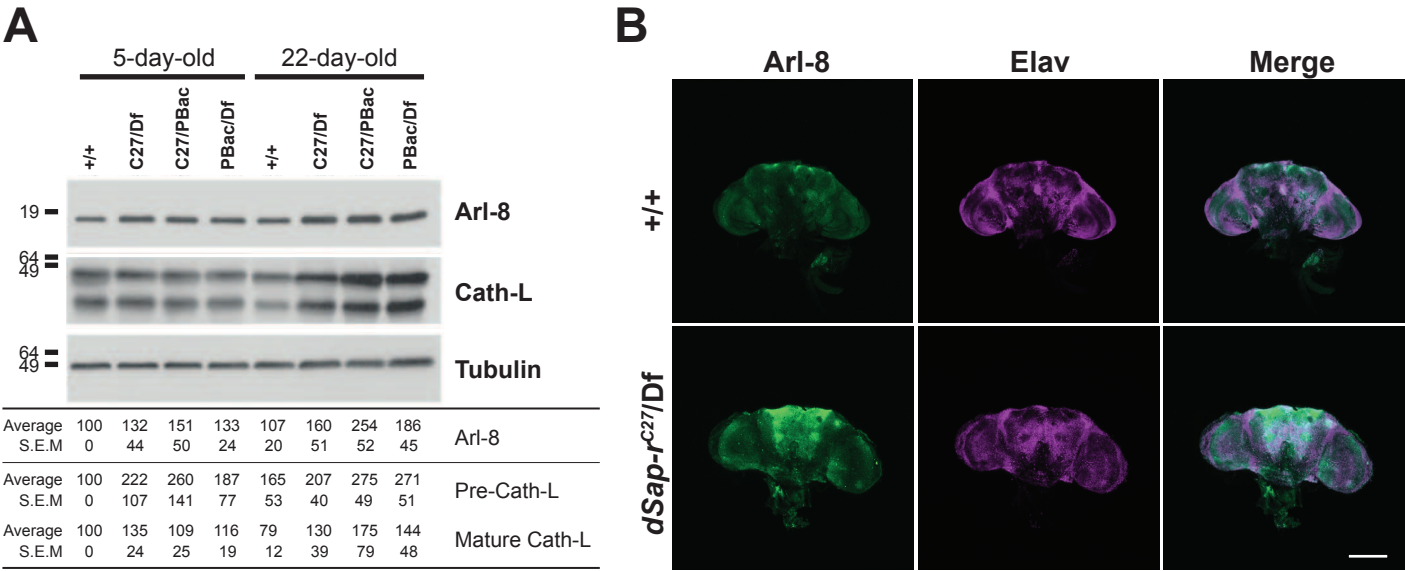 A
5-day-old 22-day-old
+/+ C27/Df C27/PBac PBac/Df +/+ C27/Df C27/PBac PBac/Df
19 Arl-8
64
49
Cath-L
64
49
Tubulin
Average 100 132 151 133 107 160 254 186
S.E.M 0 44 50 24 20 51 52 45
Arl-8
Average 100 222 260 187 165 207 275 271
S.E.M 0 107 141 77 53 40 49 51
Pre-Cath-L
Average 100 135 109 116 79 130 175 144
S.E.M 0 24 25 19 12 39 79 48
Mature Cath-L
B
Arl-8 Elav Merge
+/+
dSap-rC27/Df